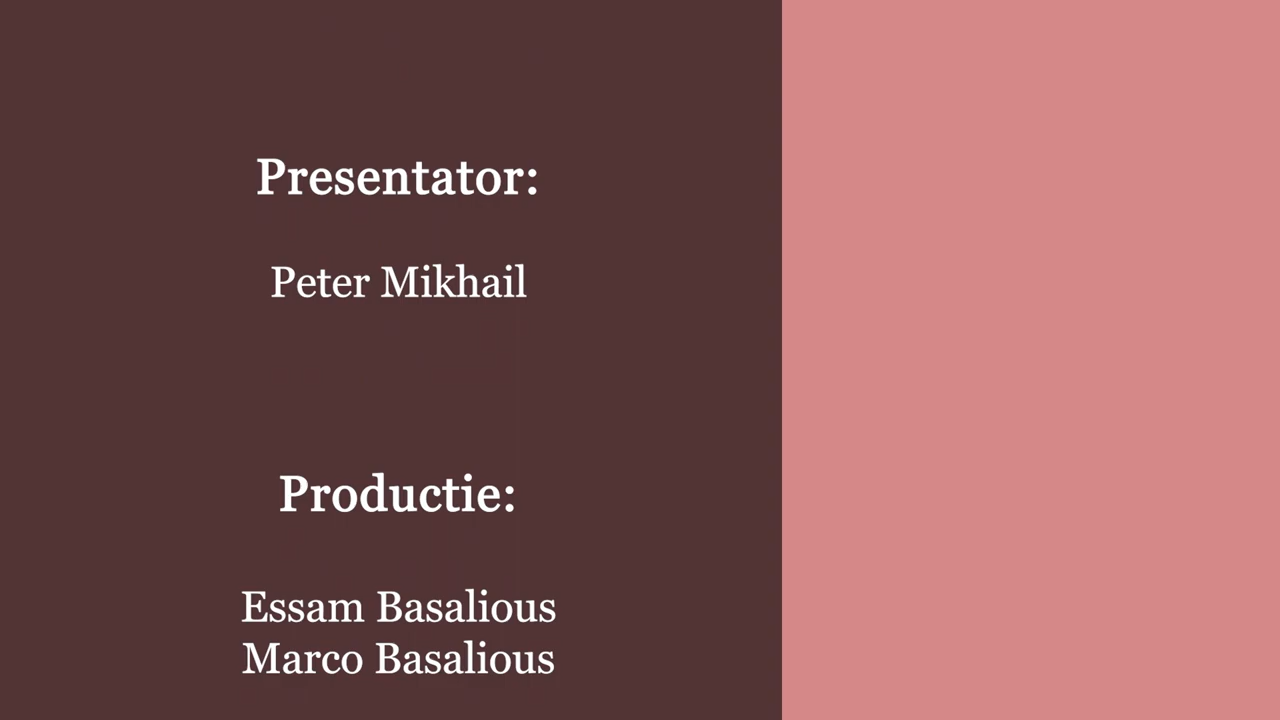 Presentator:
Peter Mikhail
Productie:
Essam Basalious
Marco Basalious